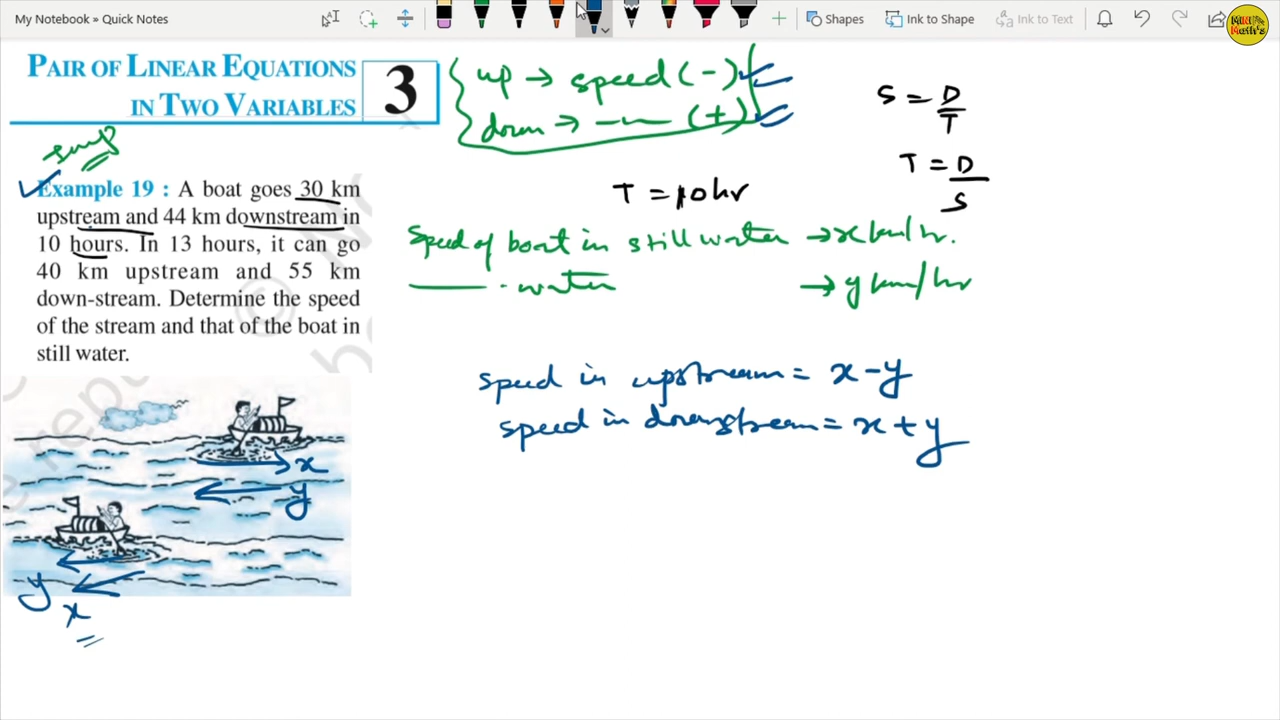 My Notebook » Quick Notes
Shapes
Ink to Shape
Ink to Text
MINI Math's
PAIR OF LINEAR EQUATIONS
IN TWO VARIABLES
3
up → speed (-)
down → —〃— (+)
S = D/T
T = D/S
Example 19 : A boat goes 30 km
upstream and 44 km downstream in
10 hours. In 13 hours, it can go
40 km upstream and 55 km
down-stream. Determine the speed
of the stream and that of the boat in
still water.
T = 10hr
Speed of boat in still water → x km/hr.
—— . water → y km/hr
speed in upstream = x - y
speed in downstream = x + y
x
y
y
x